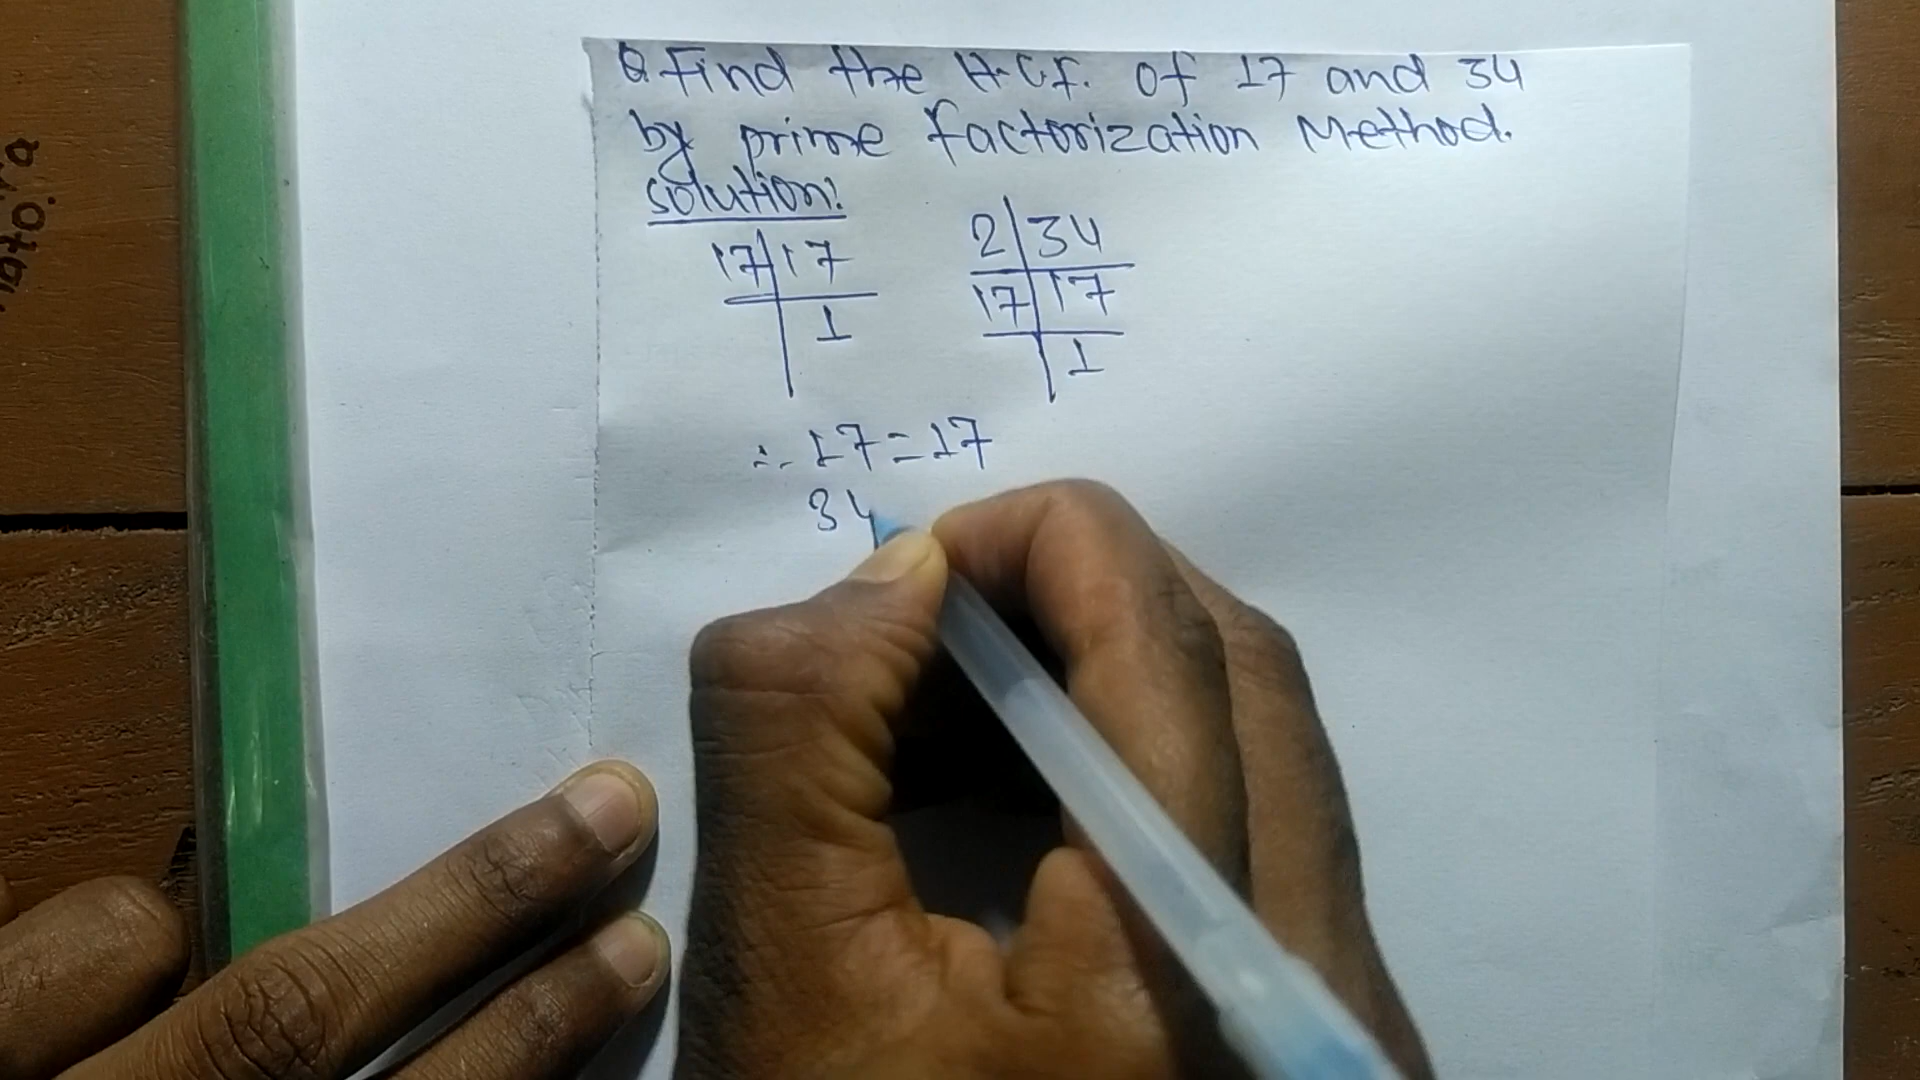 Q Find the H.C.F. of 17 and 34
by prime factorization Method.
solution:
17 17 2 34
1 17 17
1
∴ 17 = 17
34